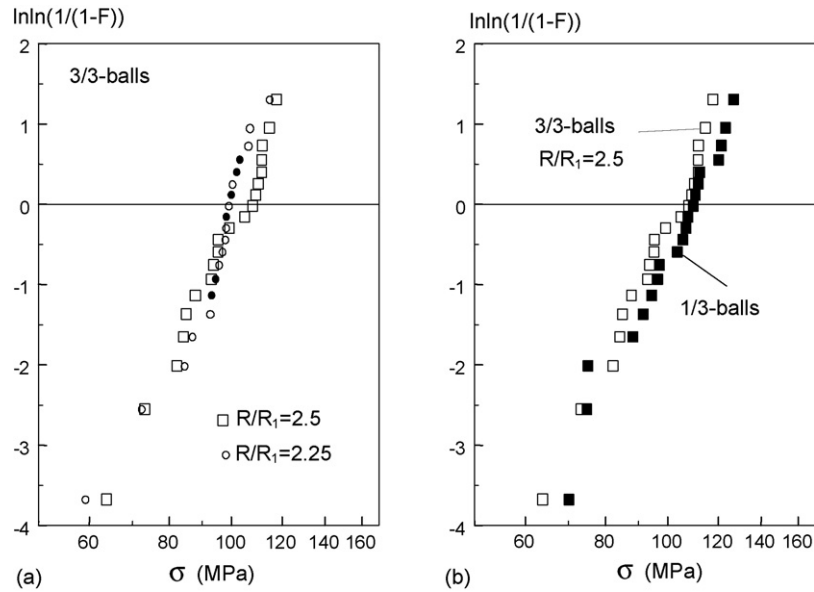 lnln(1/(1-F))
2
3/3-balls
1
0
-1
-2
-3
-4
R/R₁=2.5
R/R₁=2.25
60 80 100 120 140 160
(a) σ (MPa)
lnln(1/(1-F))
2
1
3/3-balls
R/R₁=2.5
0
-1
1/3-balls
-2
-3
-4
60 80 100 120 140 160
(b) σ (MPa)